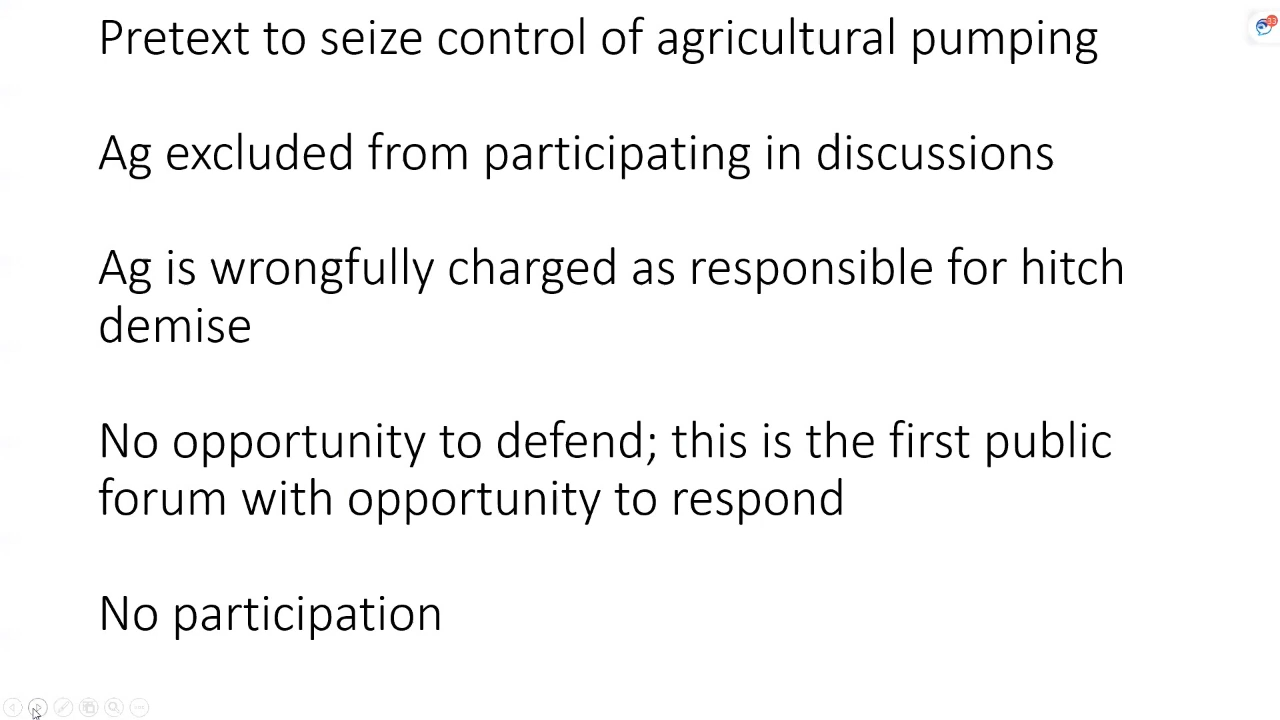 Pretext to seize control of agricultural pumping
Ag excluded from participating in discussions
Ag is wrongfully charged as responsible for hitch
demise
No opportunity to defend; this is the first public
forum with opportunity to respond
No participation